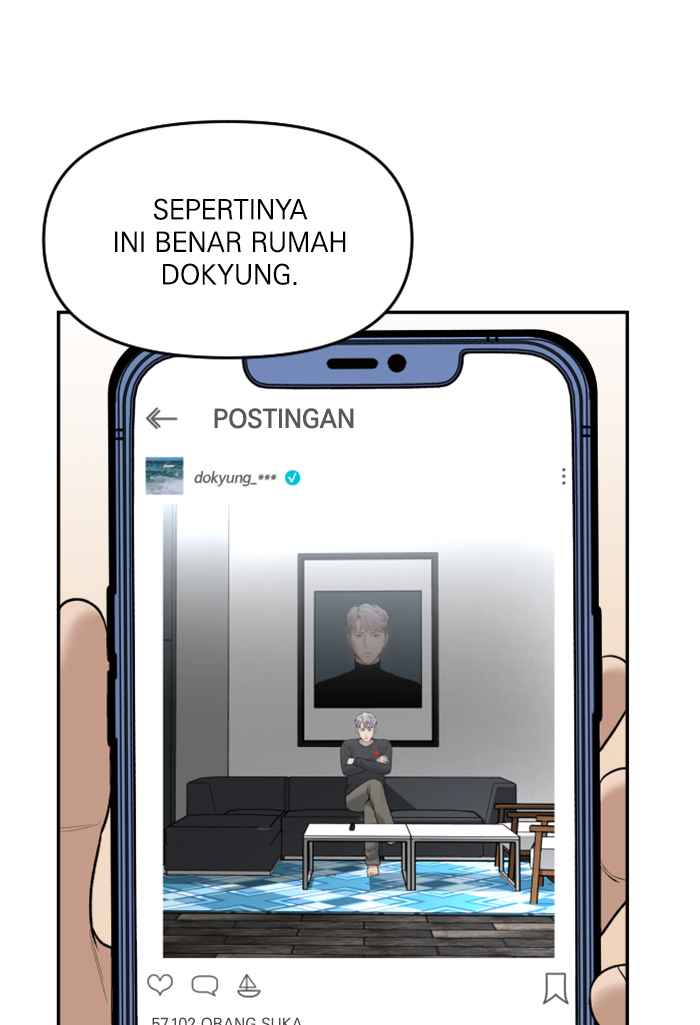 SEPERTINYA
INI BENAR RUMAH
DOKYUNG.
POSTINGAN
dokyung_***
57.102 ORANG SUKA